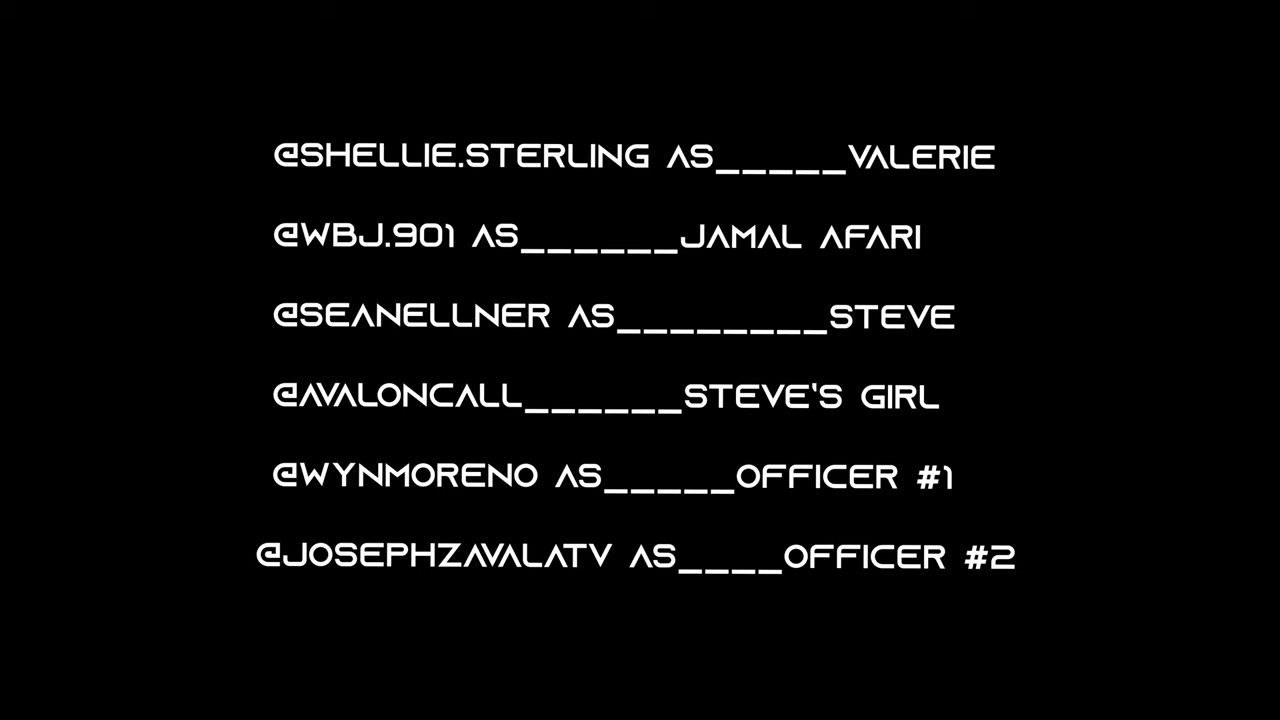 @SHELLIE.STERLING AS_____VALERIE
@WBJ.901 AS______JAMAL AFARI
@SEANELLNER AS________STEVE
@AVALONCALL______STEVE'S GIRL
@WYNMORENO AS_____OFFICER #1
@JOSEPHZAVALATV AS____OFFICER #2